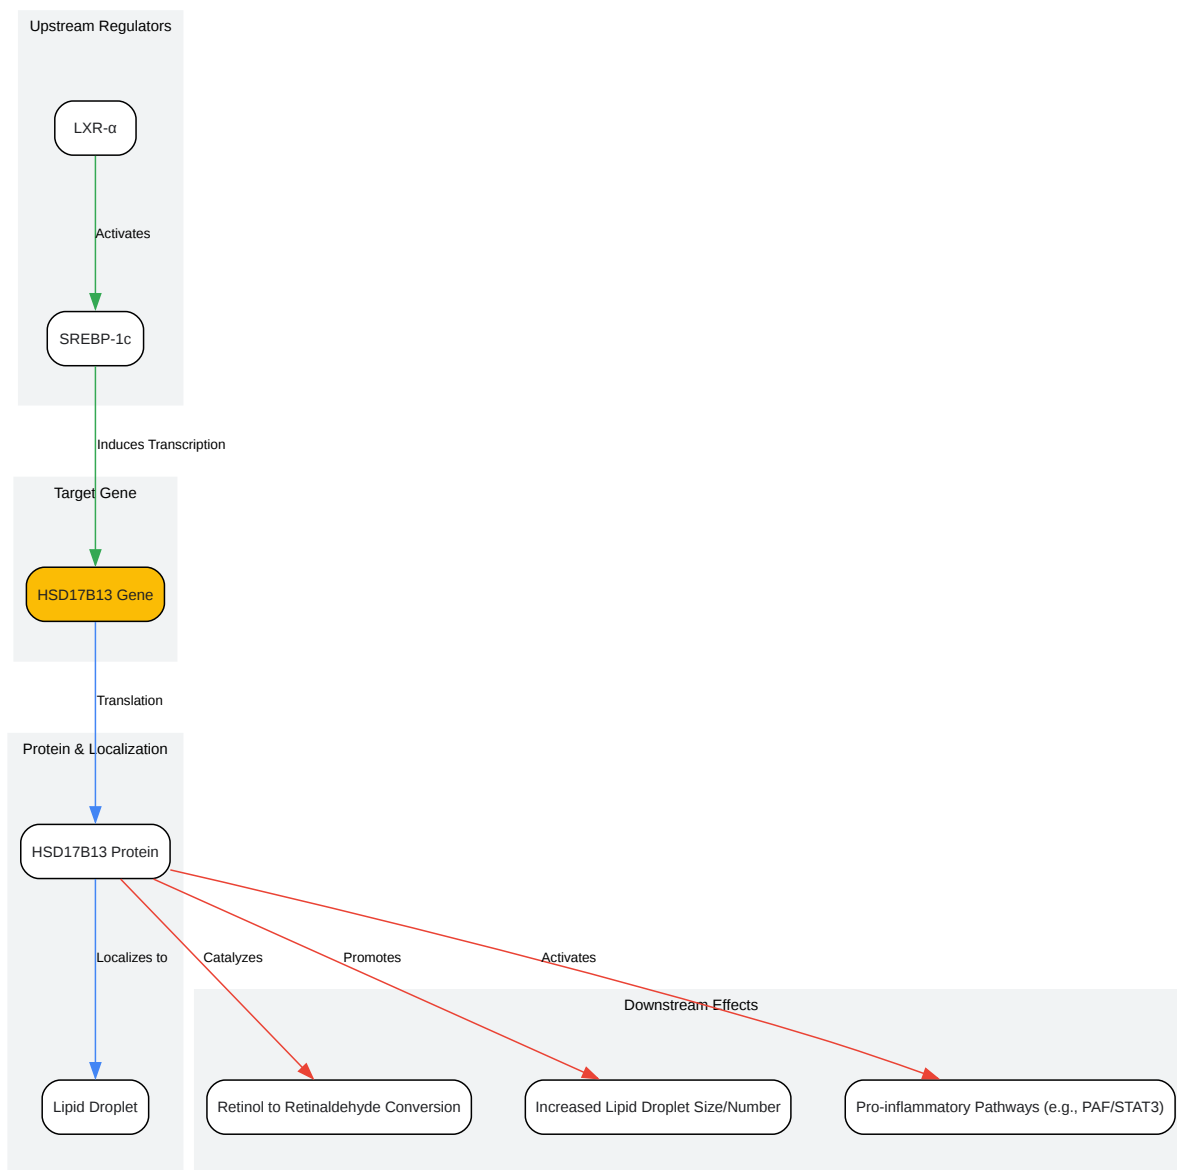 Upstream Regulators
LXR-α
Activates
SREBP-1c
Induces Transcription
Target Gene
HSD17B13 Gene
Translation
Protein & Localization
HSD17B13 Protein
Localizes to
Catalyzes
Promotes
Activates
Downstream Effects
Lipid Droplet
Retinol to Retinaldehyde Conversion
Increased Lipid Droplet Size/Number
Pro-inflammatory Pathways (e.g., PAF/STAT3)